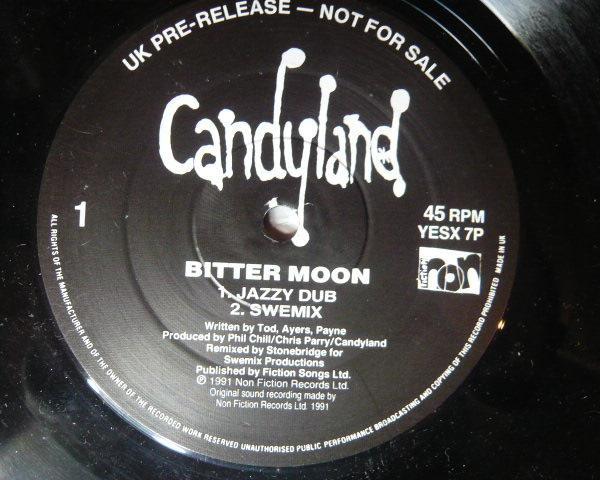 UK PRE-RELEASE — NOT FOR SALE
Candyland
1
45 RPM
YESX 7P
fiction
non
BITTER MOON
1. JAZZY DUB
2. SWEMIX
Written by Tod, Ayers, Payne
Produced by Phil Chill/Chris Parry/Candyland
Remixed by Stonebridge for
Swemix Productions
Published by Fiction Songs Ltd.
℗ 1991 Non Fiction Records Ltd.
Original sound recording made by
Non Fiction Records Ltd. 1991
ALL RIGHTS OF THE MANUFACTURER AND OF THE OWNER OF THE RECORDED WORK RESERVED UNAUTHORISED PUBLIC PERFORMANCE BROADCASTING AND COPYING OF THIS RECORD PROHIBITED MADE IN UK